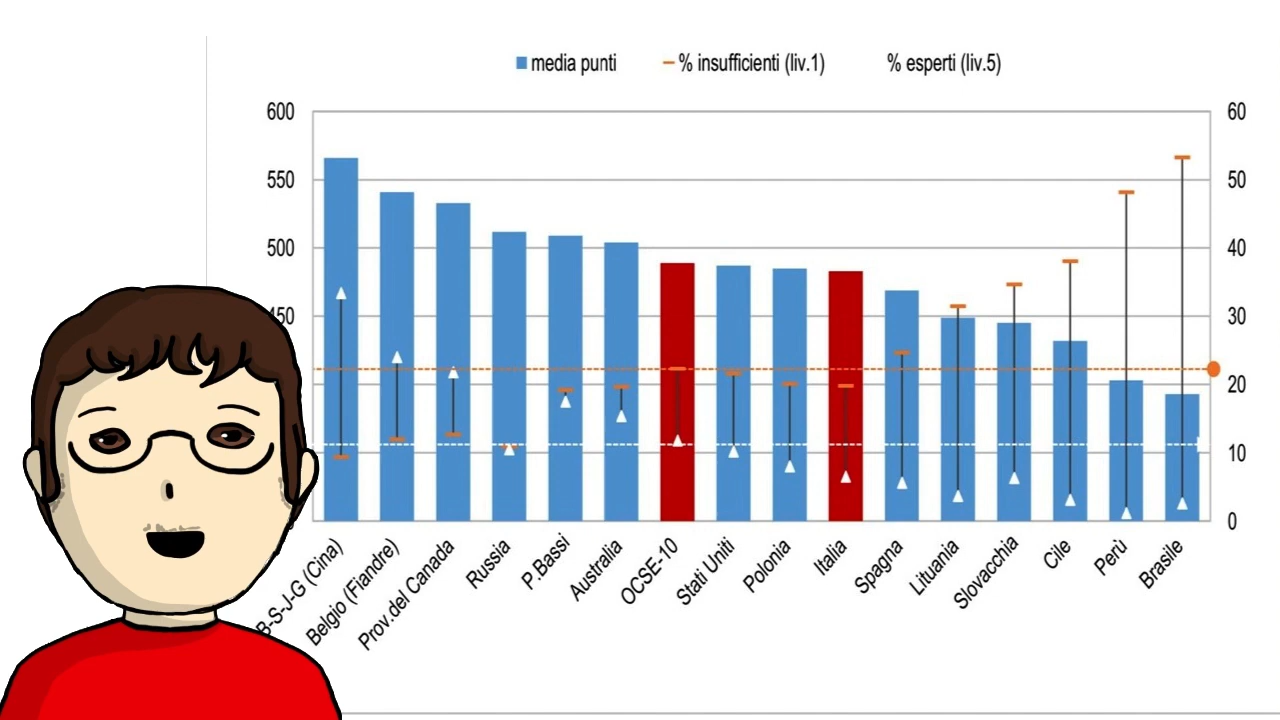 media punti % insufficienti (liv.1) % esperti (liv.5)
600 60
550 50
500 40
450 30
20
10
0
B-S-J-G (Cina)
Belgio (Fiandre)
Prov.del Canada
Russia
P.Bassi
Australia
OCSE-10
Stati Uniti
Polonia
Italia
Spagna
Lituania
Slovacchia
Cile
Perù
Brasile